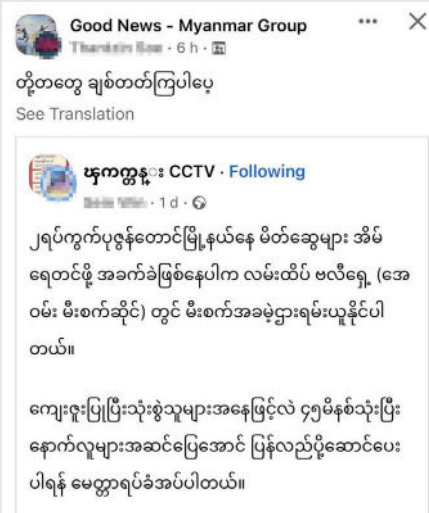 Good News - Myanmar Group
6 h
တို့တတွေ ချစ်တတ်ကြပါပေ့
See Translation
CCTV · Following
1 d
၂ရပ်ကွက်ပုဇွန်တောင်မြို့နယ်နေ မိတ်ဆွေများ အိမ်
ရေတင်ဖို့ အခက်ခဲဖြစ်နေပါက လမ်းထိပ် ဗလီရှေ့ (အေ
ဝမ်း မီးစက်ဆိုင်) တွင် မီးစက်အခမဲ့ဌားရမ်းယူနိုင်ပါ
တယ်။
ကျေးဇူးပြုပြီးသုံးစွဲသူများအနေဖြင့်လဲ ၄၅မိနစ်သုံးပြီး
နောက်လူများအဆင်ပြေအောင် ပြန်လည်ပို့ဆောင်ပေး
ပါရန် မေတ္တာရပ်ခံအပ်ပါတယ်။